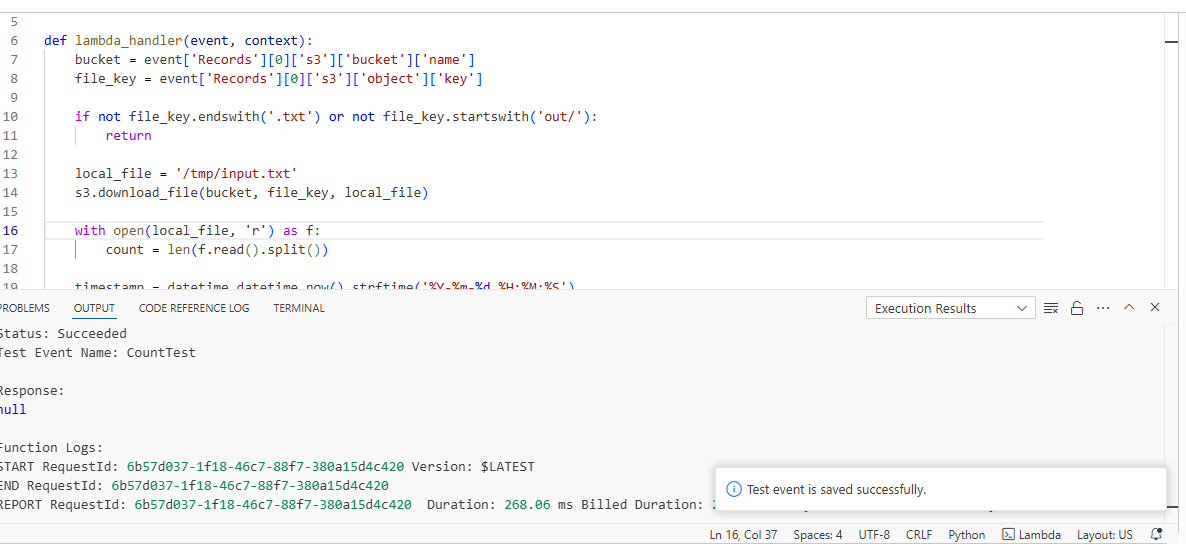 5
6 def lambda_handler(event, context):
7 bucket = event['Records'][0]['s3']['bucket']['name']
8 file_key = event['Records'][0]['s3']['object']['key']
9
10 if not file_key.endswith('.txt') or not file_key.startswith('out/'):
11 return
12
13 local_file = '/tmp/input.txt'
14 s3.download_file(bucket, file_key, local_file)
15
16 with open(local_file, 'r') as f:
17 count = len(f.read().split())
18
19 timestamp = datetime.datetime.now().strftime('%Y-%m-%d %H:%M:%S')
PROBLEMS OUTPUT CODE REFERENCE LOG TERMINAL Execution Results
Status: Succeeded
Test Event Name: CountTest
Response:
null
Function Logs:
START RequestId: 6b57d037-1f18-46c7-88f7-380a15d4c420 Version: $LATEST
END RequestId: 6b57d037-1f18-46c7-88f7-380a15d4c420
REPORT RequestId: 6b57d037-1f18-46c7-88f7-380a15d4c420 Duration: 268.06 ms Billed Duration:
Test event is saved successfully.
Ln 16, Col 37 Spaces: 4 UTF-8 CRLF Python Lambda Layout: US